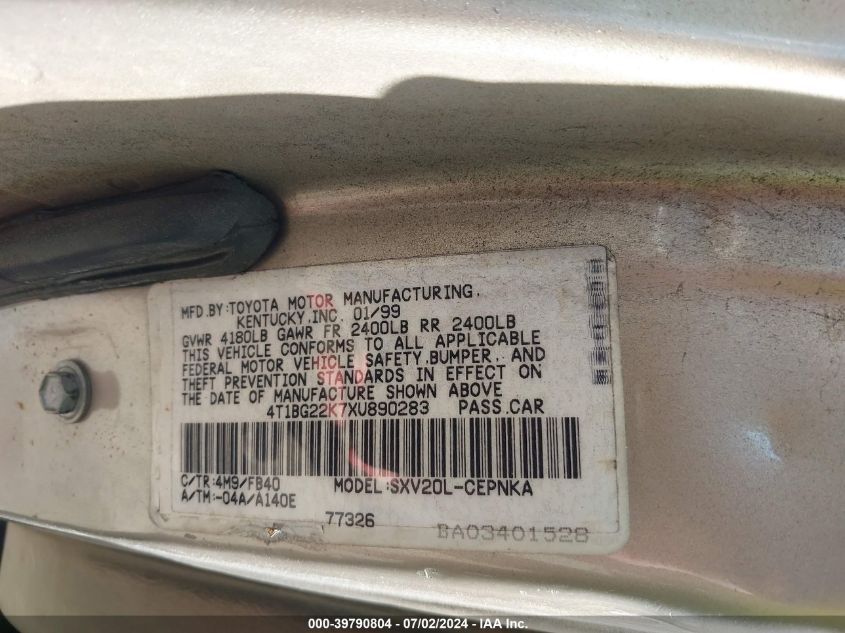 MFD.BY:TOYOTA MOTOR MANUFACTURING,
KENTUCKY,INC. 01/99
GVWR 4180LB GAWR FR 2400LB RR 2400LB
THIS VEHICLE CONFORMS TO ALL APPLICABLE
FEDERAL MOTOR VEHICLE SAFETY,BUMPER, AND
THEFT PREVENTION STANDARDS IN EFFECT ON
THE DATE OF MANUFACTURE SHOWN ABOVE
4T1BG22K7XU890283 PASS.CAR
C/TR:4M9/FB40 MODEL:SXV20L-CEPNKA
A/TM:-04A/A140E
77326 BA03401528
000-39790804 - 07/02/2024 - IAA Inc.